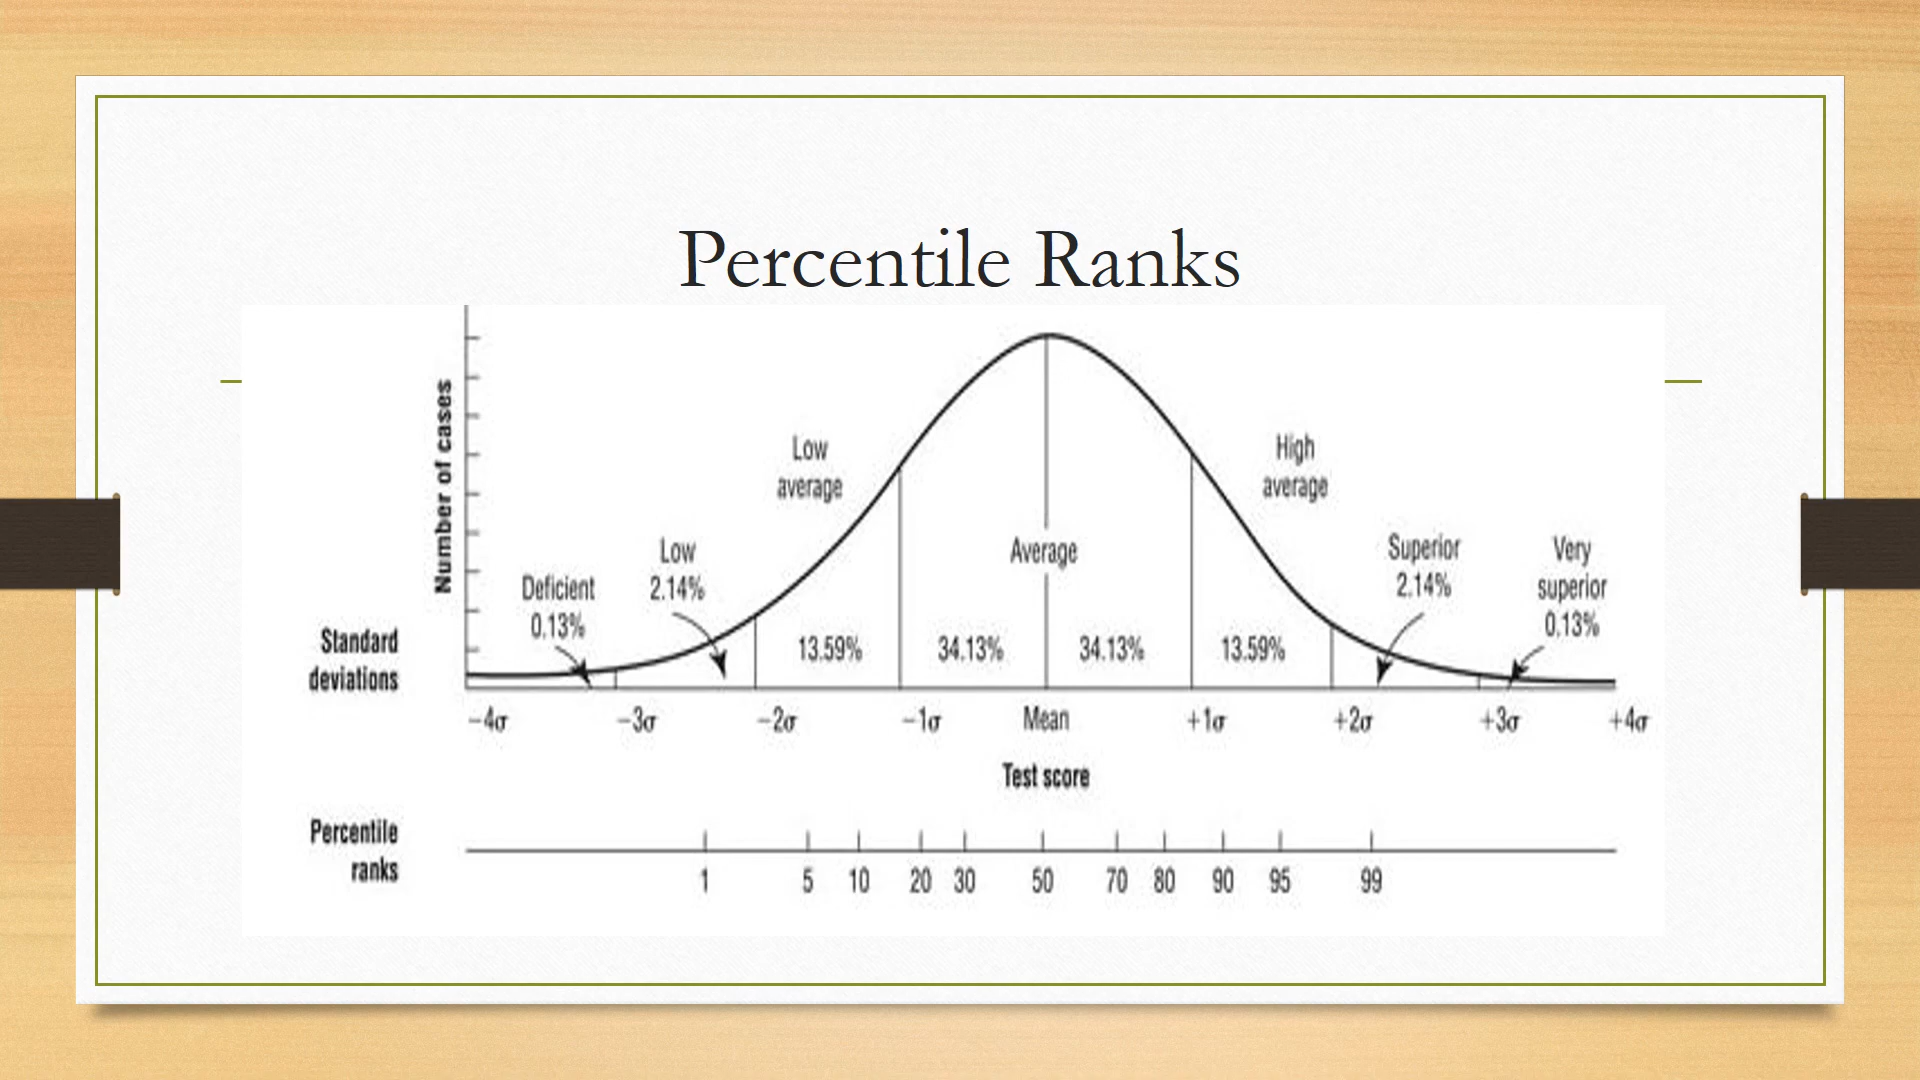 Percentile Ranks
Number of cases
Low
average
High
average
Deficient
0.13%
Low
2.14%
Average
Superior
2.14%
Very
superior
0.13%
13.59%
34.13%
34.13%
13.59%
Standard
deviations
−4σ −3σ −2σ −1σ Mean +1σ +2σ +3σ +4σ
Test score
Percentile
ranks
1 5 10 20 30 50 70 80 90 95 99